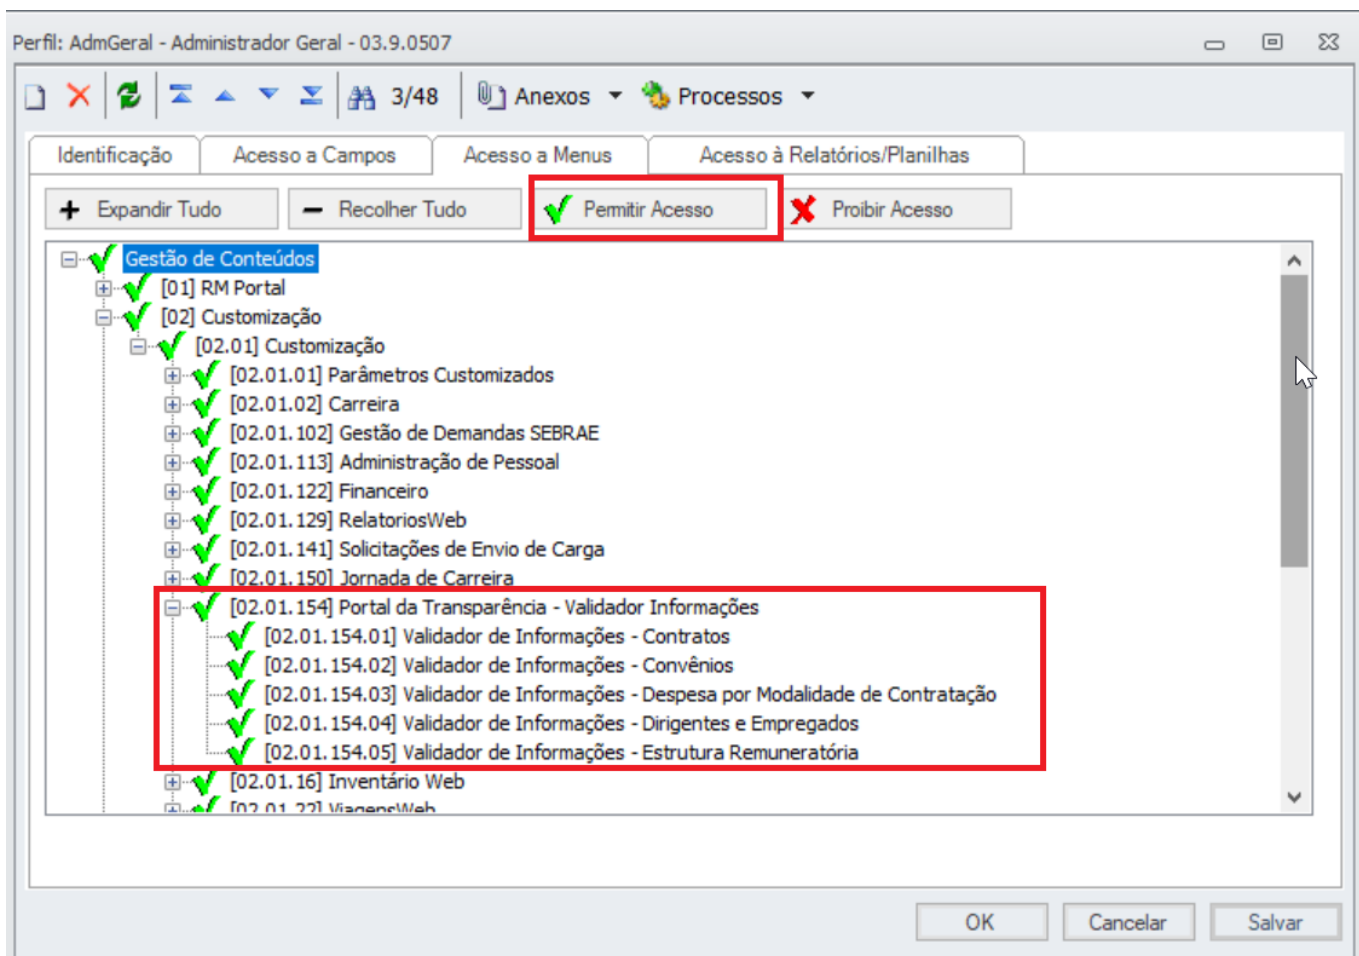 Perfil: AdmGeral - Administrador Geral - 03.9.0507
3/48 Anexos Processos
Identificação Acesso a Campos Acesso a Menus Acesso à Relatórios/Planilhas
Expandir Tudo Recolher Tudo Permitir Acesso Proibir Acesso
Gestão de Conteúdos
[01] RM Portal
[02] Customização
[02.01] Customização
[02.01.01] Parâmetros Customizados
[02.01.02] Carreira
[02.01.102] Gestão de Demandas SEBRAE
[02.01.113] Administração de Pessoal
[02.01.122] Financeiro
[02.01.129] RelatoriosWeb
[02.01.141] Solicitações de Envio de Carga
[02.01.150] Jornada de Carreira
[02.01.154] Portal da Transparência - Validador Informações
[02.01.154.01] Validador de Informações - Contratos
[02.01.154.02] Validador de Informações - Convênios
[02.01.154.03] Validador de Informações - Despesa por Modalidade de Contratação
[02.01.154.04] Validador de Informações - Dirigentes e Empregados
[02.01.154.05] Validador de Informações - Estrutura Remuneratória
[02.01.16] Inventário Web
[02.01.22] ViagensWeb
OK Cancelar Salvar